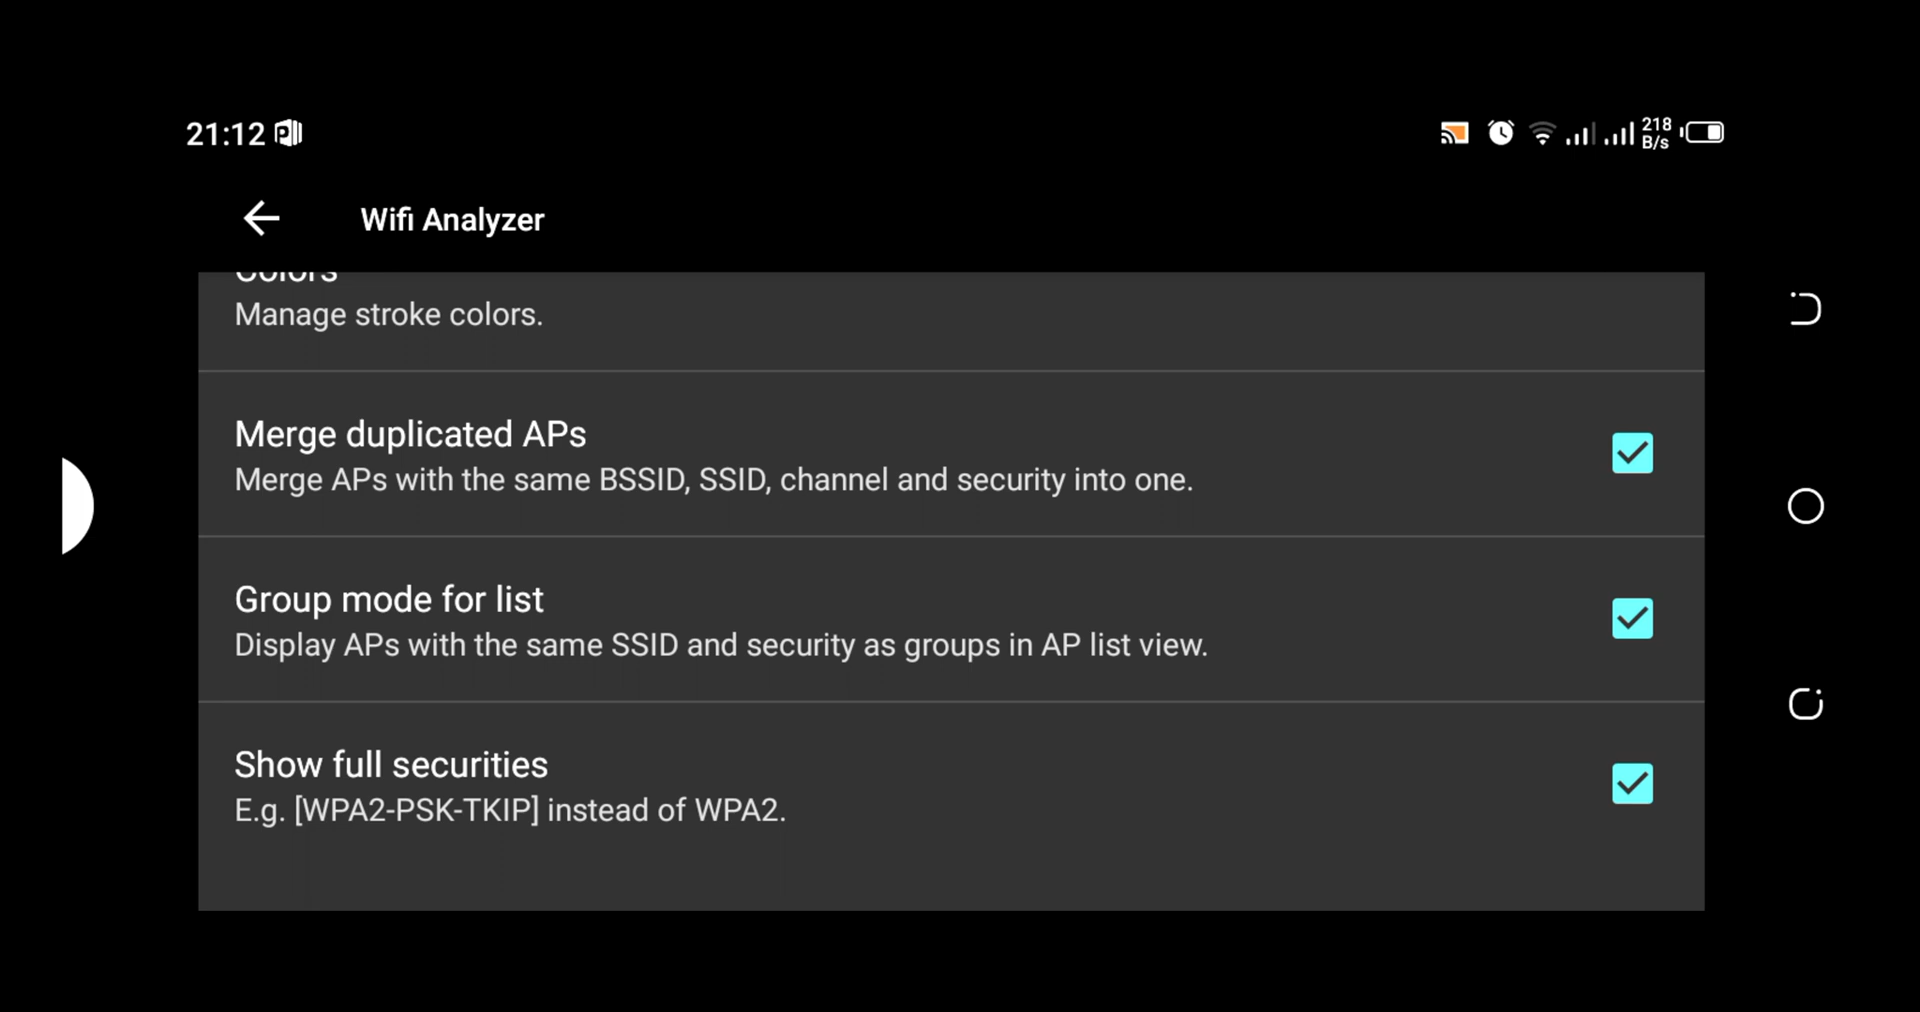 21:12
218
B/s
Wifi Analyzer
Colors
Manage stroke colors.
Merge duplicated APs
Merge APs with the same BSSID, SSID, channel and security into one.
Group mode for list
Display APs with the same SSID and security as groups in AP list view.
Show full securities
E.g. [WPA2-PSK-TKIP] instead of WPA2.